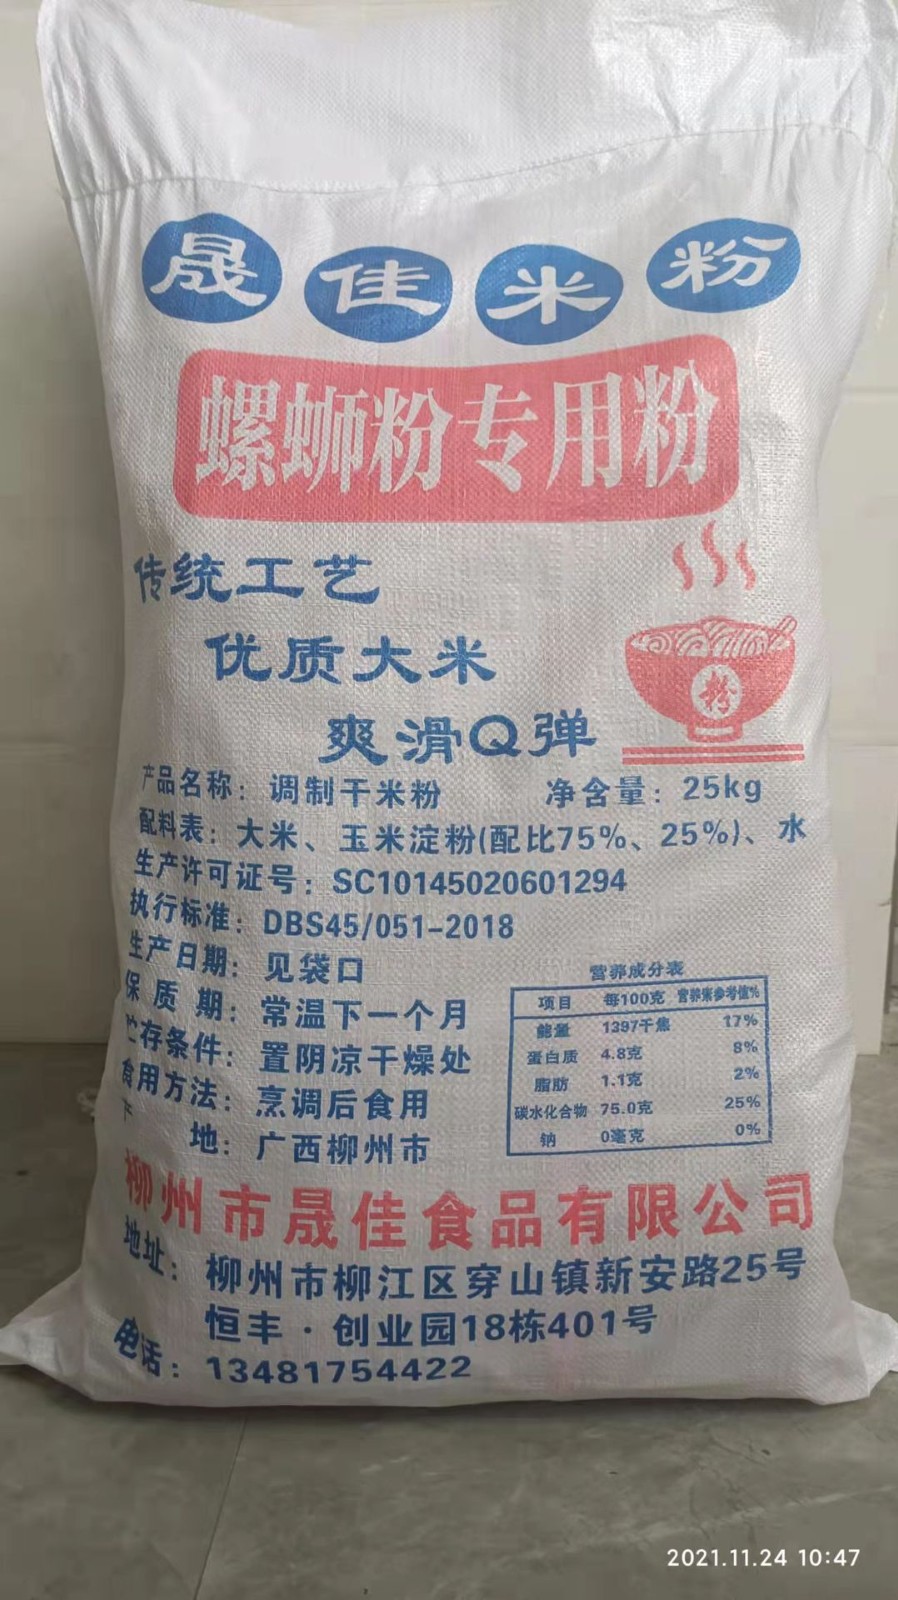 晟佳米粉
螺蛳粉专用粉
传统工艺
优质大米
爽滑Q弹
粉
产品名称：调制干米粉 净含量：25kg
配料表：大米、玉米淀粉(配比75%、25%)、水
生产许可证号：SC10145020601294
执行标准：DBS45/051-2018
生产日期：见袋口
保质期：常温下一个月
贮存条件：置阴凉干燥处
食用方法：烹调后食用
产地：广西柳州市
营养成分表
项目 每100克 营养素参考值%
能量 1397千焦 17%
蛋白质 4.8克 8%
脂肪 1.1克 2%
碳水化合物 75.0克 25%
钠 0毫克 0%
柳州市晟佳食品有限公司
地址：柳州市柳江区穿山镇新安路25号
恒丰·创业园18栋401号
电话：13481754422
2021.11.24 10:47